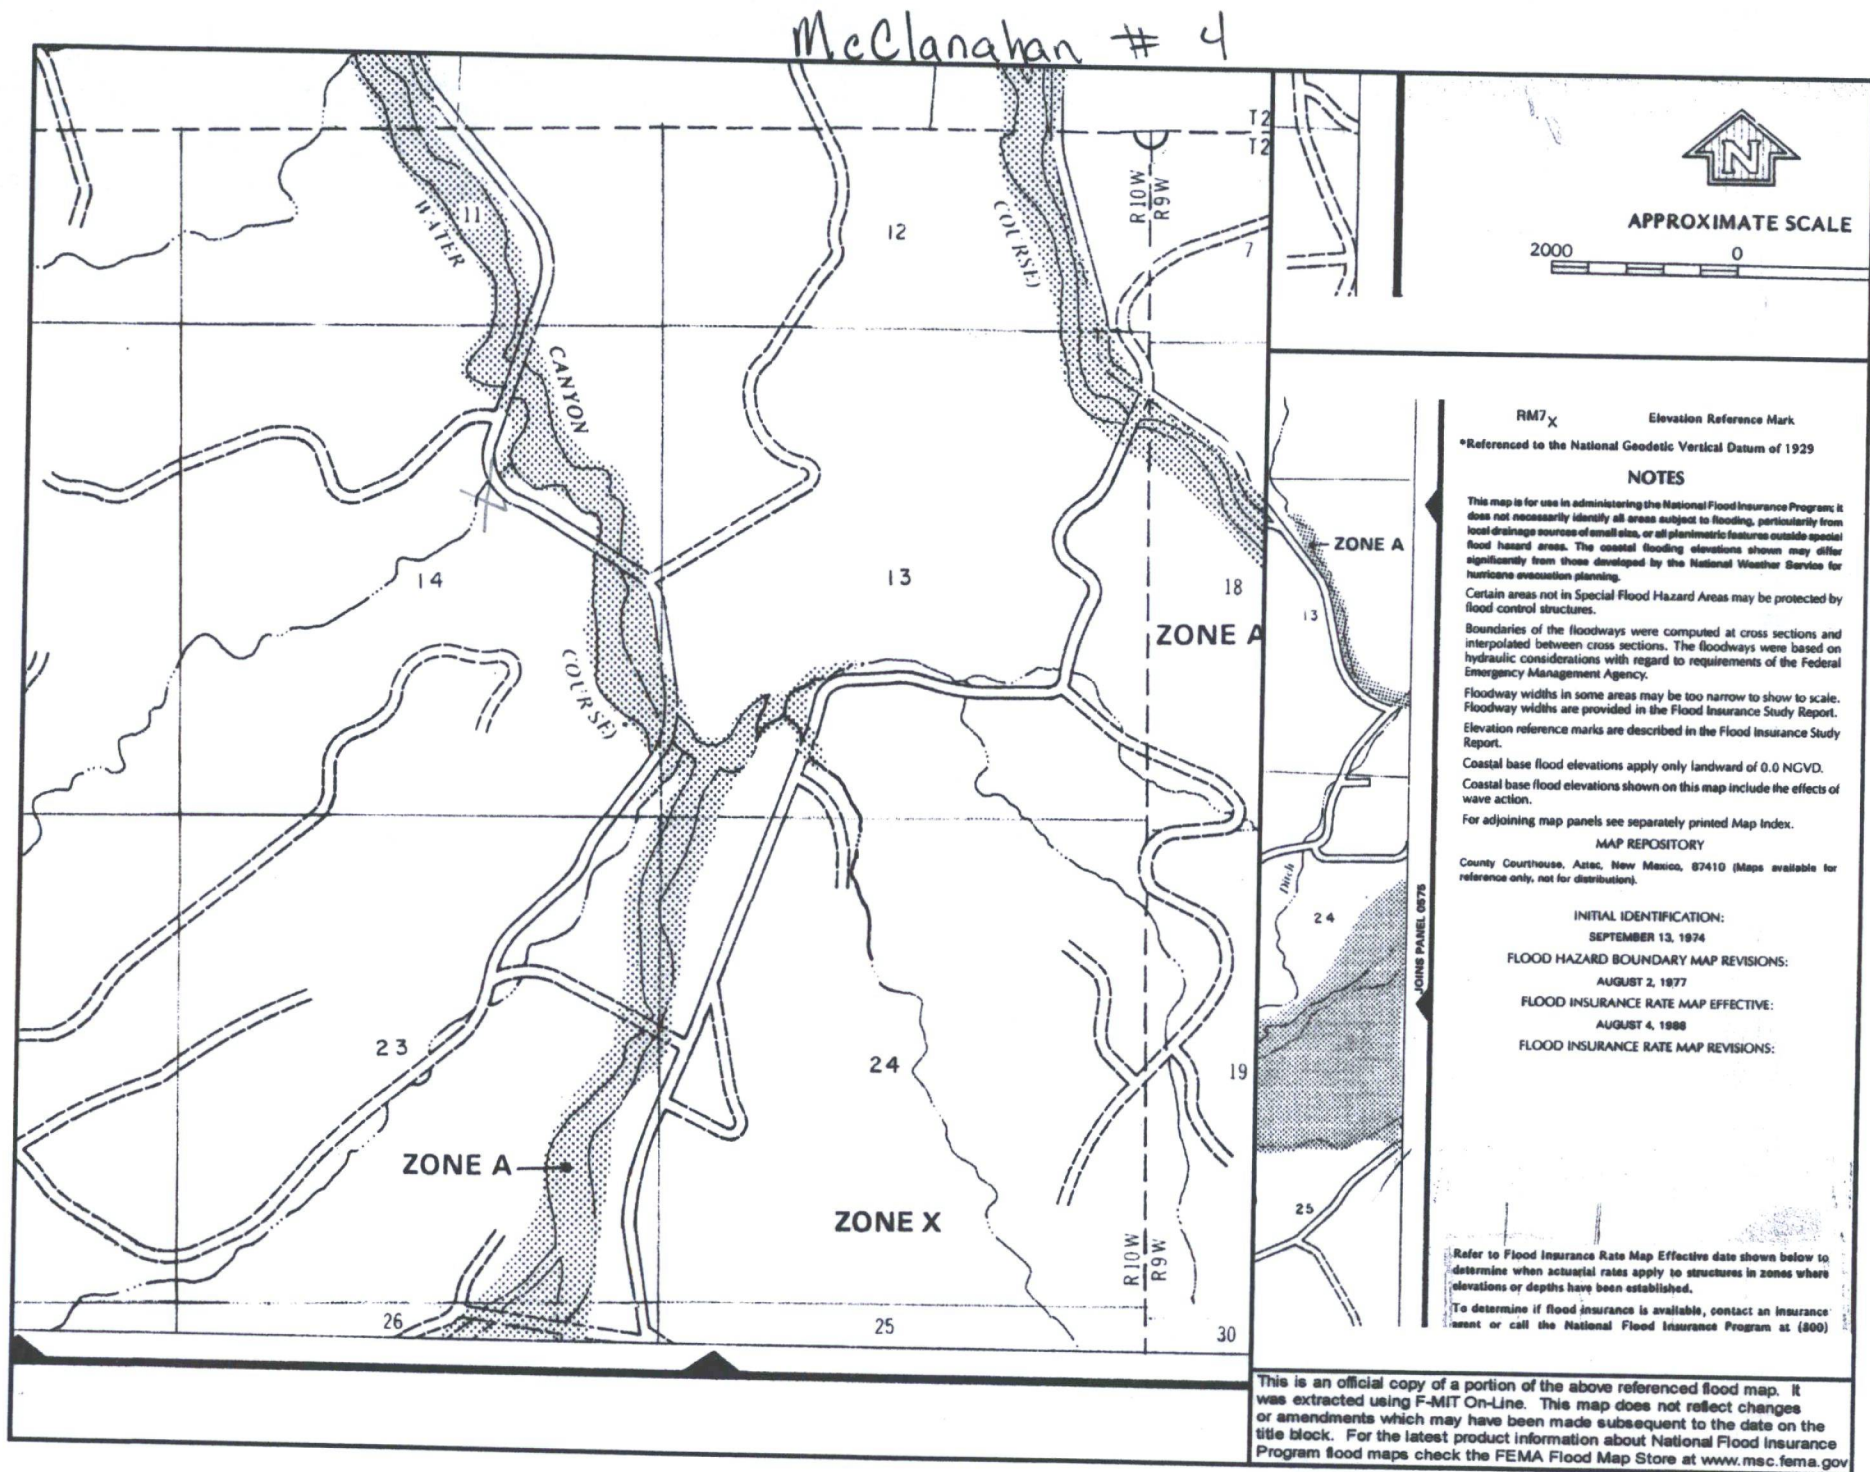 McClanahan # 4
T2
T2
R10W
R9W
WATER
11
12
COURSE)
7
CANYON
14
13
18
ZONE A
COURSE)
23
24
19
ZONE A
ZONE X
R10W
R9W
26
25
30
ZONE A
13
Ditch
24
25
JOINS PANEL 0575
N
APPROXIMATE SCALE
2000 0
RM7X Elevation Reference Mark
*Referenced to the National Geodetic Vertical Datum of 1929
NOTES
This map is for use in administering the National Flood Insurance Program; it
does not necessarily identify all areas subject to flooding, particularily from
local drainage sources of small size, or all planimetric features outside special
flood hazard areas. The coastal flooding elevations shown may differ
significantly from those developed by the National Weather Service for
hurricane evacuation planning.
Certain areas not in Special Flood Hazard Areas may be protected by
flood control structures.
Boundaries of the floodways were computed at cross sections and
interpolated between cross sections. The floodways were based on
hydraulic considerations with regard to requirements of the Federal
Emergency Management Agency.
Floodway widths in some areas may be too narrow to show to scale.
Floodway widths are provided in the Flood Insurance Study Report.
Elevation reference marks are described in the Flood Insurance Study
Report.
Coastal base flood elevations apply only landward of 0.0 NGVD.
Coastal base flood elevations shown on this map include the effects of
wave action.
For adjoining map panels see separately printed Map Index.
MAP REPOSITORY
County Courthouse, Aztec, New Mexico, 87410 (Maps available for
reference only, not for distribution).
INITIAL IDENTIFICATION:
SEPTEMBER 13, 1974
FLOOD HAZARD BOUNDARY MAP REVISIONS:
AUGUST 2, 1977
FLOOD INSURANCE RATE MAP EFFECTIVE:
AUGUST 4, 1988
FLOOD INSURANCE RATE MAP REVISIONS:
Refer to Flood Insurance Rate Map Effective date shown below to
determine when actuarial rates apply to structures in zones where
elevations or depths have been established.
To determine if flood insurance is available, contact an insurance
agent or call the National Flood Insurance Program at (800)
This is an official copy of a portion of the above referenced flood map. It
was extracted using F-MIT On-Line. This map does not reflect changes
or amendments which may have been made subsequent to the date on the
title block. For the latest product information about National Flood Insurance
Program flood maps check the FEMA Flood Map Store at www.msc.fema.gov